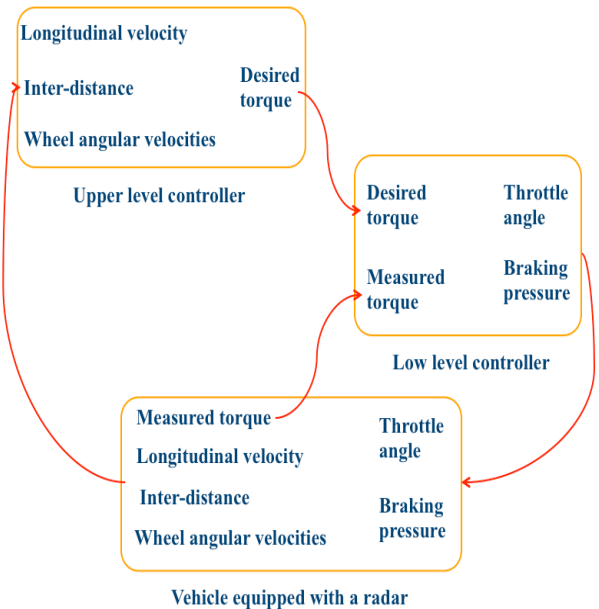 Longitudinal velocity
Inter-distance
Desired
torque
Wheel angular velocities
Upper level controller
Desired
torque
Throttle
angle
Measured
torque
Braking
pressure
Low level controller
Measured torque
Longitudinal velocity
Inter-distance
Wheel angular velocities
Throttle
angle
Braking
pressure
Vehicle equipped with a radar